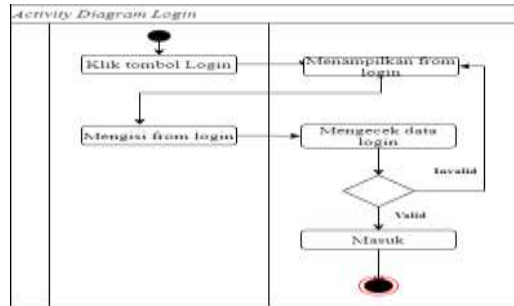 Activity Diagram Login
Klik tombol Login
Menampilkan from
login
Mengisi from login
Mengecek data
login
Invalid
Valid
Masuk